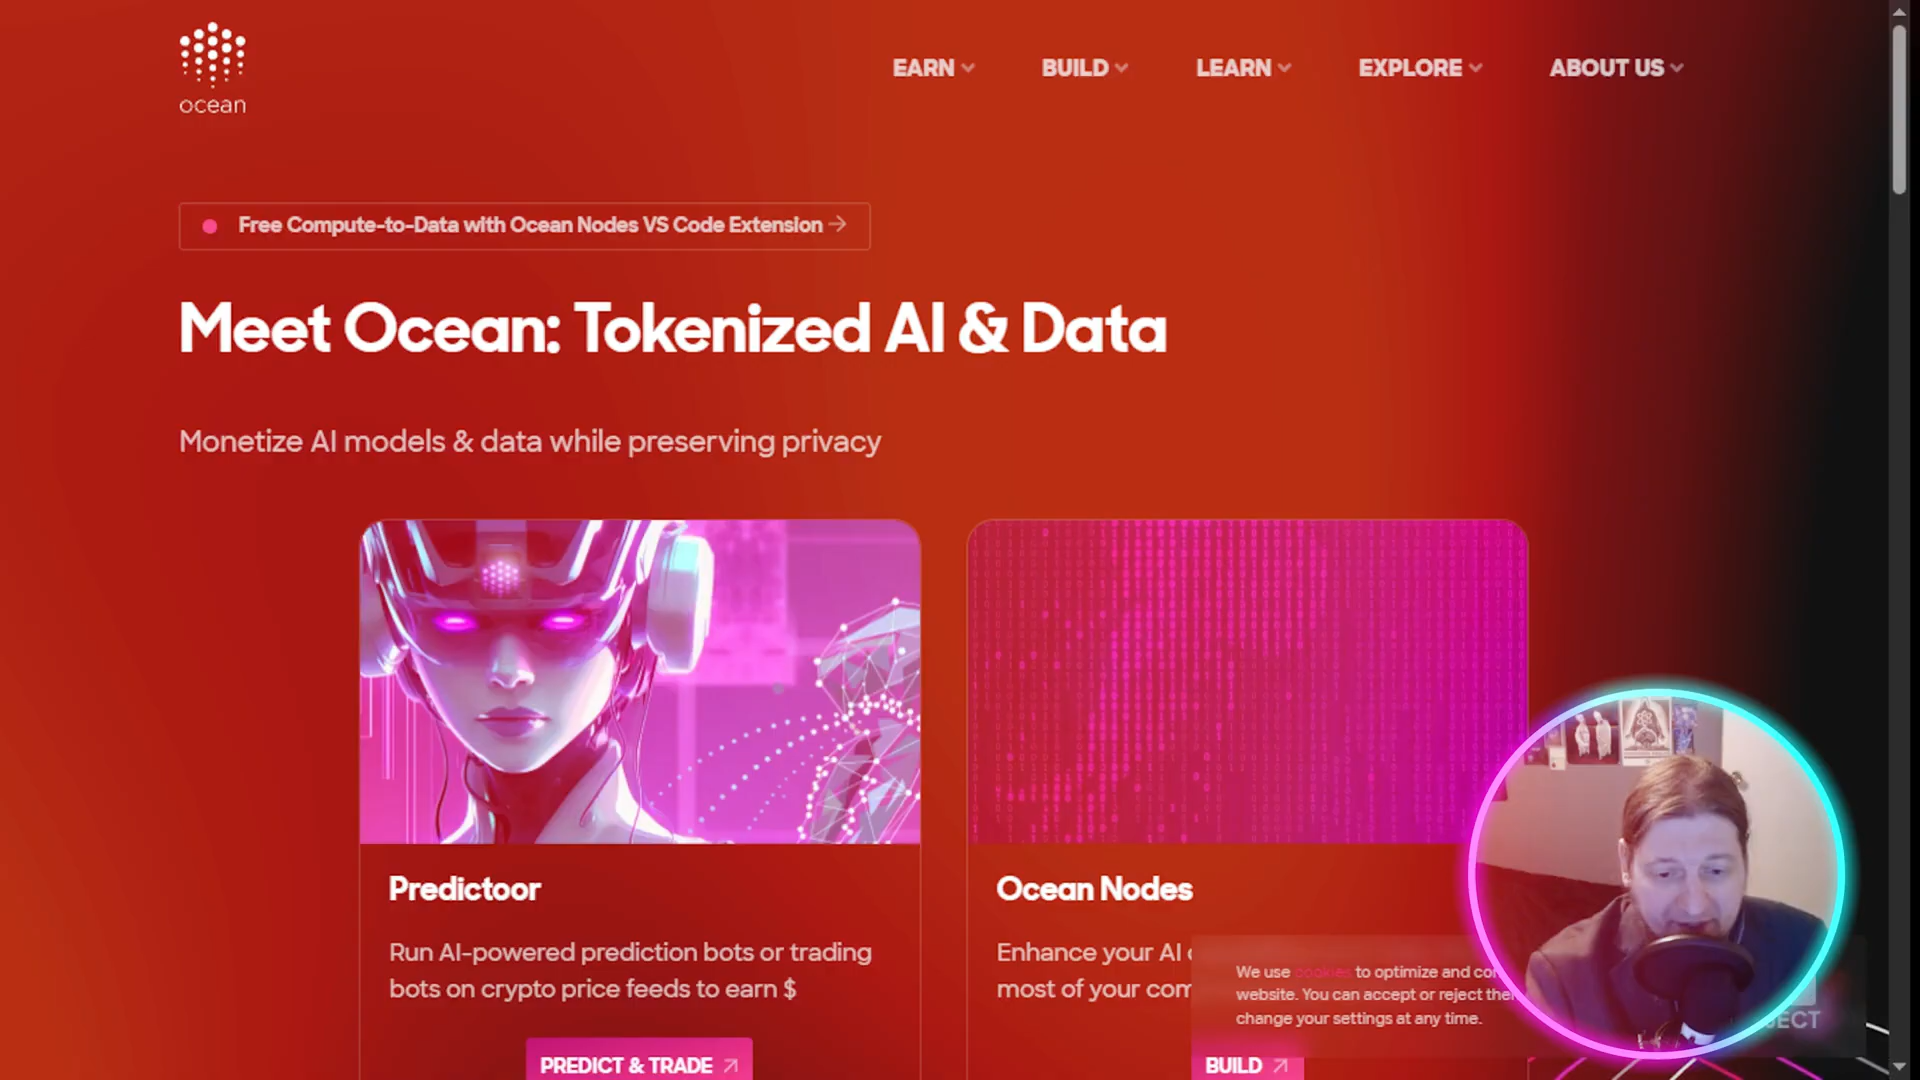 ocean
EARN
BUILD
LEARN
EXPLORE
ABOUT US
Free Compute-to-Data with Ocean Nodes VS Code Extension →
Meet Ocean: Tokenized AI & Data
Monetize AI models & data while preserving privacy
Predictoor
Run AI-powered prediction bots or trading
bots on crypto price feeds to earn $
PREDICT & TRADE
Ocean Nodes
Enhance your AI
most of your com
BUILD
We use cookies to optimize and
website. You can accept or reject
change your settings at any time.